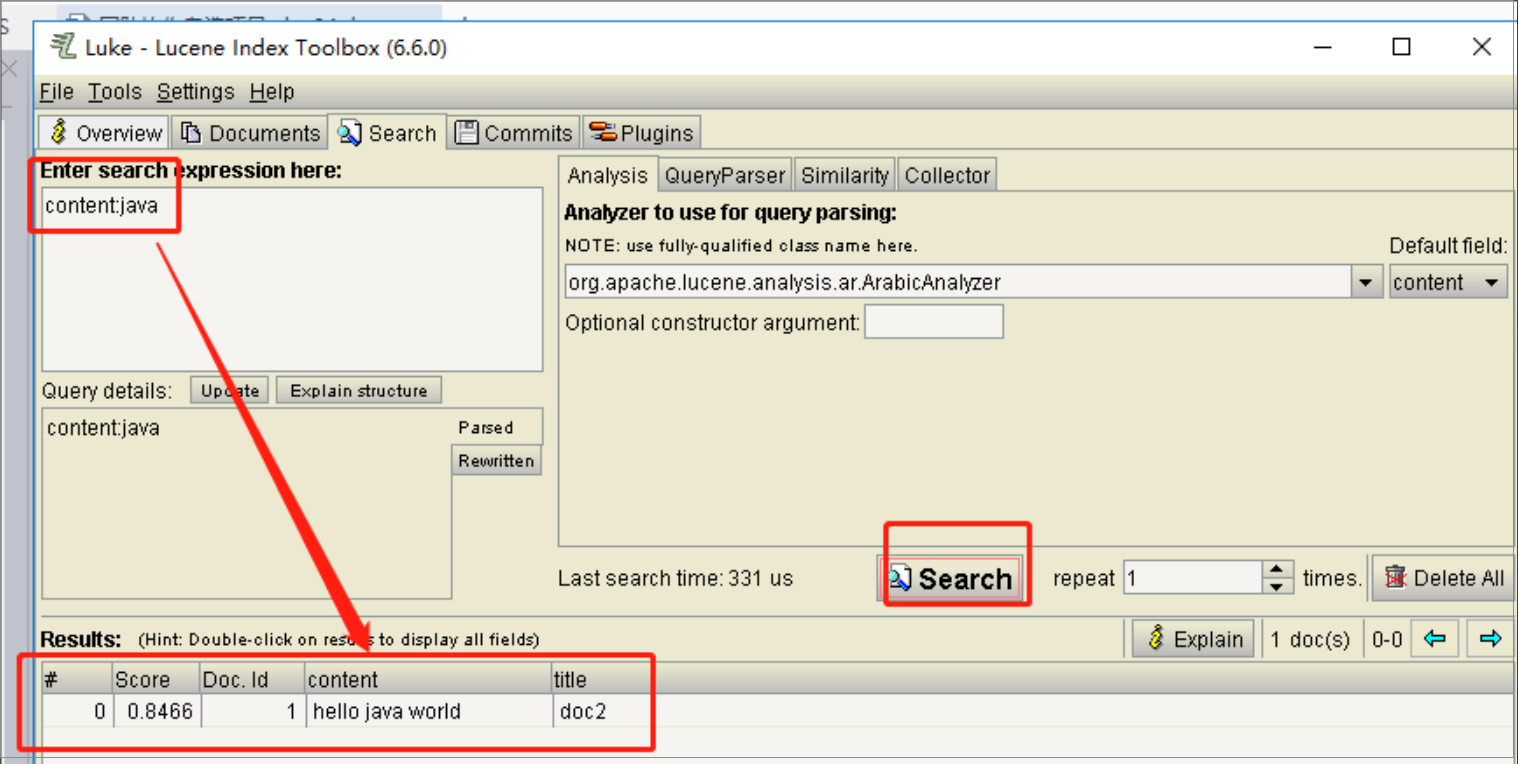 Luke - Lucene Index Toolbox (6.6.0)
File Tools Settings Help
Overview Documents Search Commits Plugins
Enter search expression here:
content:java
Analysis QueryParser Similarity Collector
Analyzer to use for query parsing:
NOTE: use fully-qualified class name here.
Default field:
org.apache.lucene.analysis.ar.ArabicAnalyzer
content
Optional constructor argument:
Query details: Update Explain structure
content:java
Parsed
Rewritten
Last search time: 331 us
Search
repeat 1 times.
Delete All
Results: (Hint: Double-click on results to display all fields)
Explain 1 doc(s) 0-0
# Score Doc. Id content title
0 0.8466 1 hello java world doc2